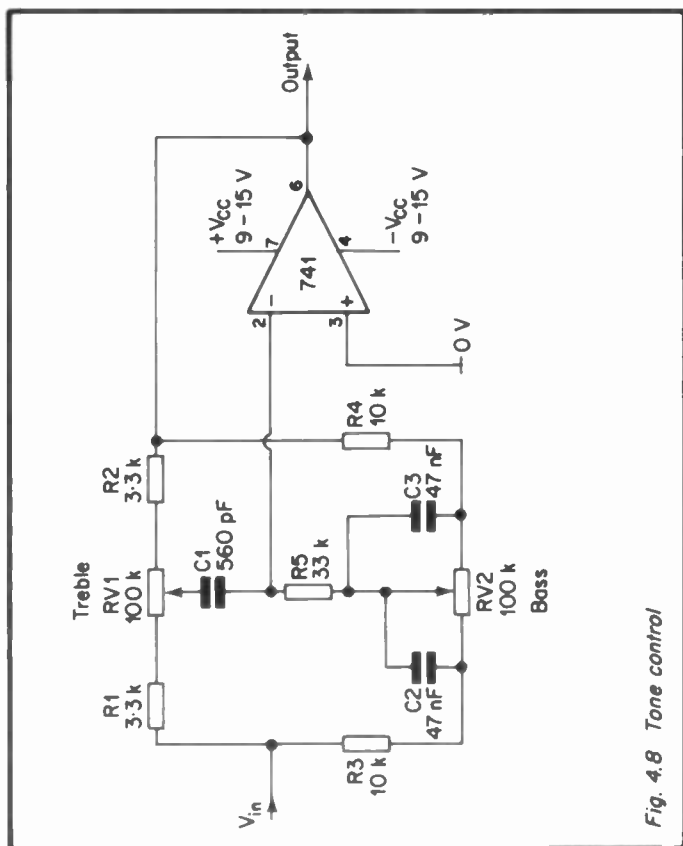 Treble
R1
3.3 k
RV1
100 k
R2
3.3 k
C1
560 pF
Vin
R3
10 k
R5
33 k
R4
10 k
C2
47 nF
C3
47 nF
RV2
100 k
Bass
2
-
3
+
741
+Vcc
9-15 V
7
6
4
-Vcc
9-15 V
Output
0 V
Fig. 4.8 Tone control